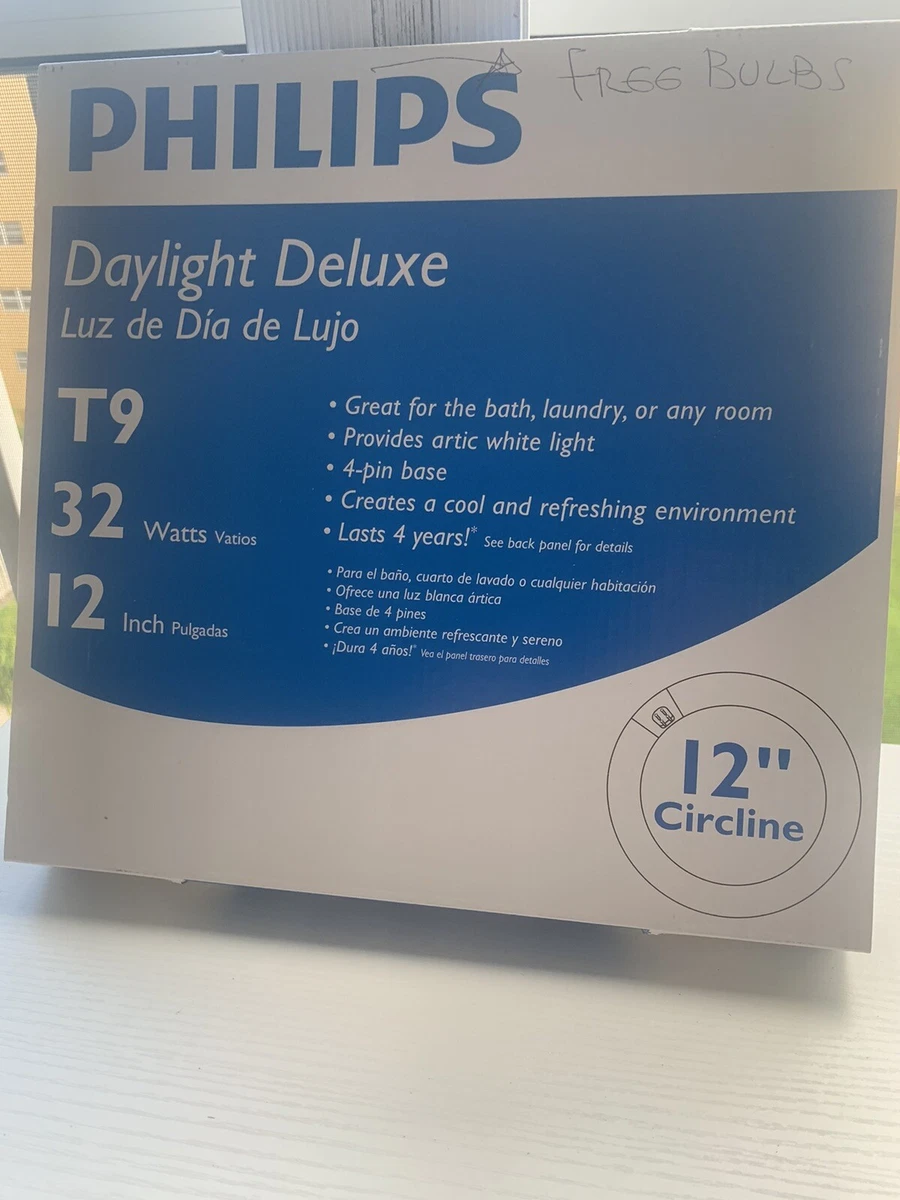 FREE BULBS
PHILIPS
Daylight Deluxe
Luz de Día de Lujo
T9
32 Watts Vatios
12 Inch Pulgadas
• Great for the bath, laundry, or any room
• Provides artic white light
• 4-pin base
• Creates a cool and refreshing environment
• Lasts 4 years!* See back panel for details
• Para el baño, cuarto de lavado o cualquier habitación
• Ofrece una luz blanca ártica
• Base de 4 pines
• Crea un ambiente refrescante y sereno
• ¡Dura 4 años!* Vea el panel trasero para detalles
12"
Circline